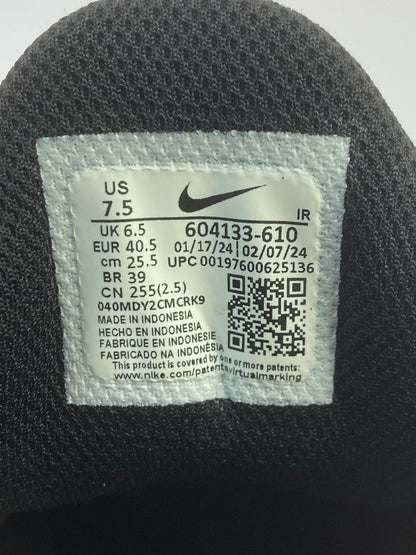 US
7.5
IR
UK 6.5 604133-610
EUR 40.5 01/17/24 02/07/24
cm 25.5 UPC 00197600625136
BR 39
CN 255(2.5)
040MDY2CMCRK9
MADE IN INDONESIA
HECHO EN INDONESIA
FABRIQUE EN INDONESIE
FABRICADO NA INDONÉSIA
This product is covered by one or more patents.
www.nike.com/patentsvirtualmarking